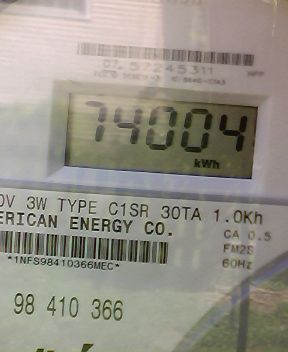 74004
kWh
0V 3W TYPE C1SR 30TA 1.0Kh
ERICAN ENERGY CO.
CA 0.5
FM2S
*1NFS98410366MEC*
60Hz
98 410 366